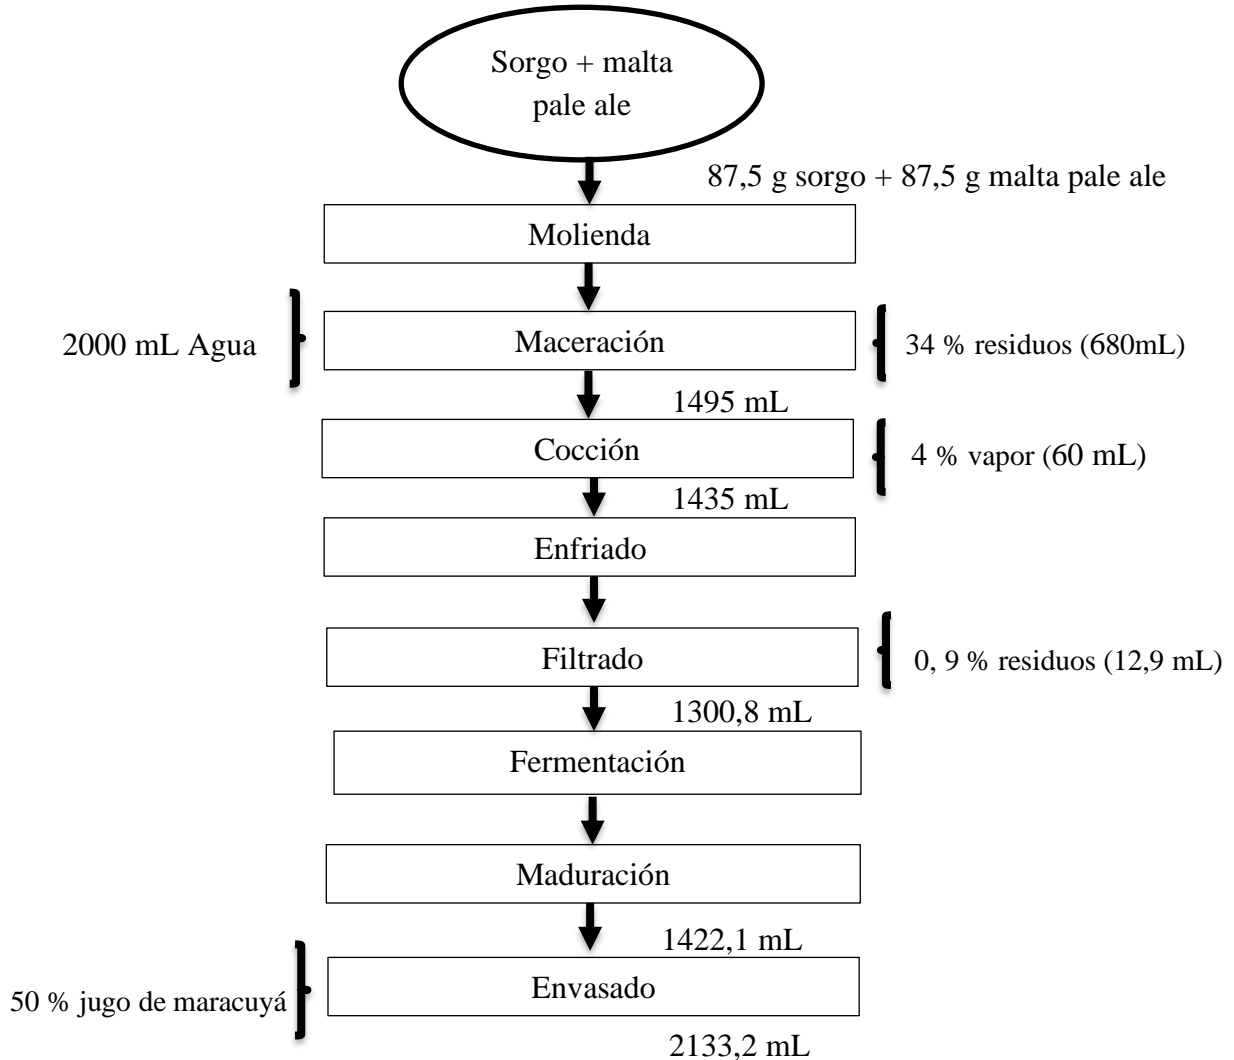 Sorgo + malta
pale ale
87,5 g sorgo + 87,5 g malta pale ale
Molienda
2000 mL Agua
Maceración
34 % residuos (680mL)
1495 mL
Cocción
4 % vapor (60 mL)
1435 mL
Enfriado
Filtrado
0, 9 % residuos (12,9 mL)
1300,8 mL
Fermentación
Maduración
1422,1 mL
50 % jugo de maracuyá
Envasado
2133,2 mL